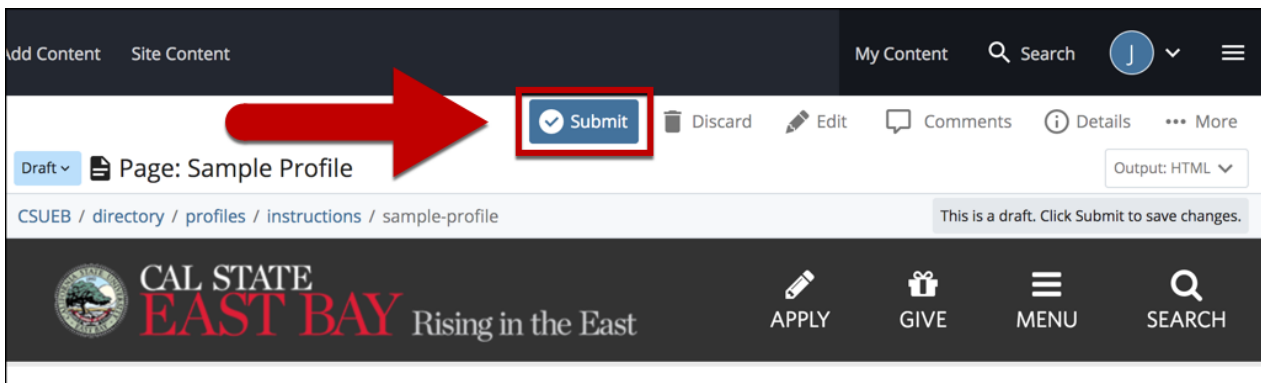 Add Content Site Content My Content Search J
Submit Discard Edit Comments Details More
Draft Page: Sample Profile Output: HTML
CSUEB / directory / profiles / instructions / sample-profile This is a draft. Click Submit to save changes.
CAL STATE
EAST BAY Rising in the East
APPLY GIVE MENU SEARCH